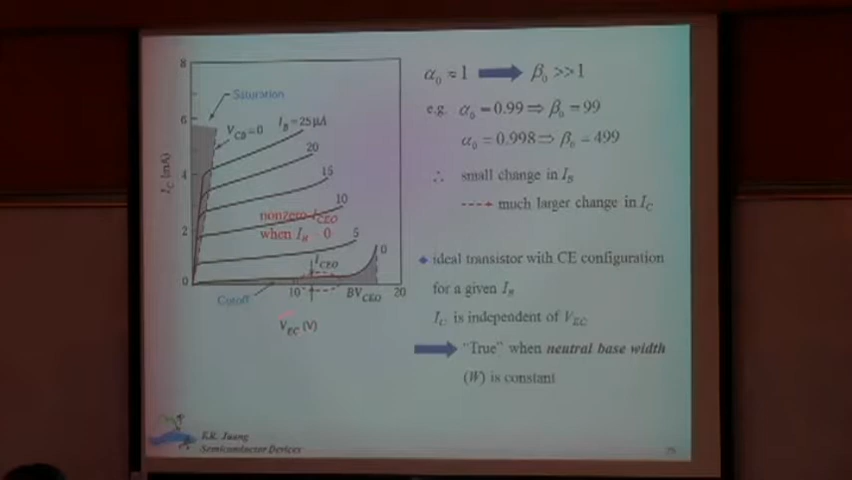 8
6
4
2
0
I_C (mA)
Saturation
V_CB=0
I_B=25μA
20
15
10
5
0
nonzero I_CEO
when I_B = 0
I_CEO
Cutoff
10
BV_CEO
20
V_EC (V)
α₀ ≈ 1 → β₀ >> 1
e.g. α₀ = 0.99 ⇒ β₀ = 99
α₀ = 0.998 ⇒ β₀ = 499
∴ small change in I_B
much larger change in I_C
◆ ideal transistor with CE configuration
for a given I_B
I_C is independent of V_EC
"True" when neutral base width
(W) is constant
Semiconductor Devices